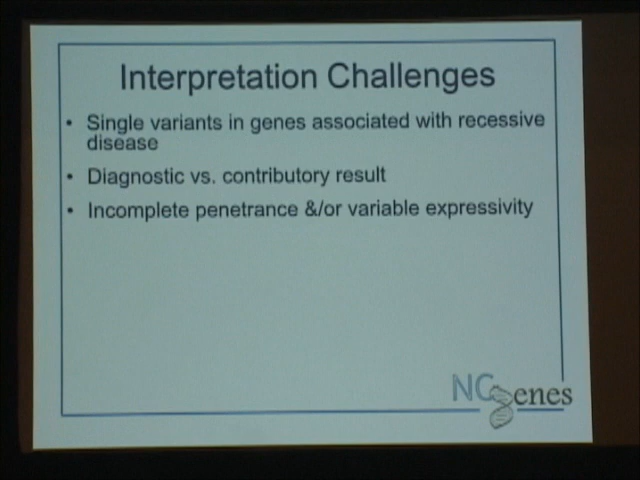 Interpretation Challenges
• Single variants in genes associated with recessive
disease
• Diagnostic vs. contributory result
• Incomplete penetrance &/or variable expressivity
NCgenes